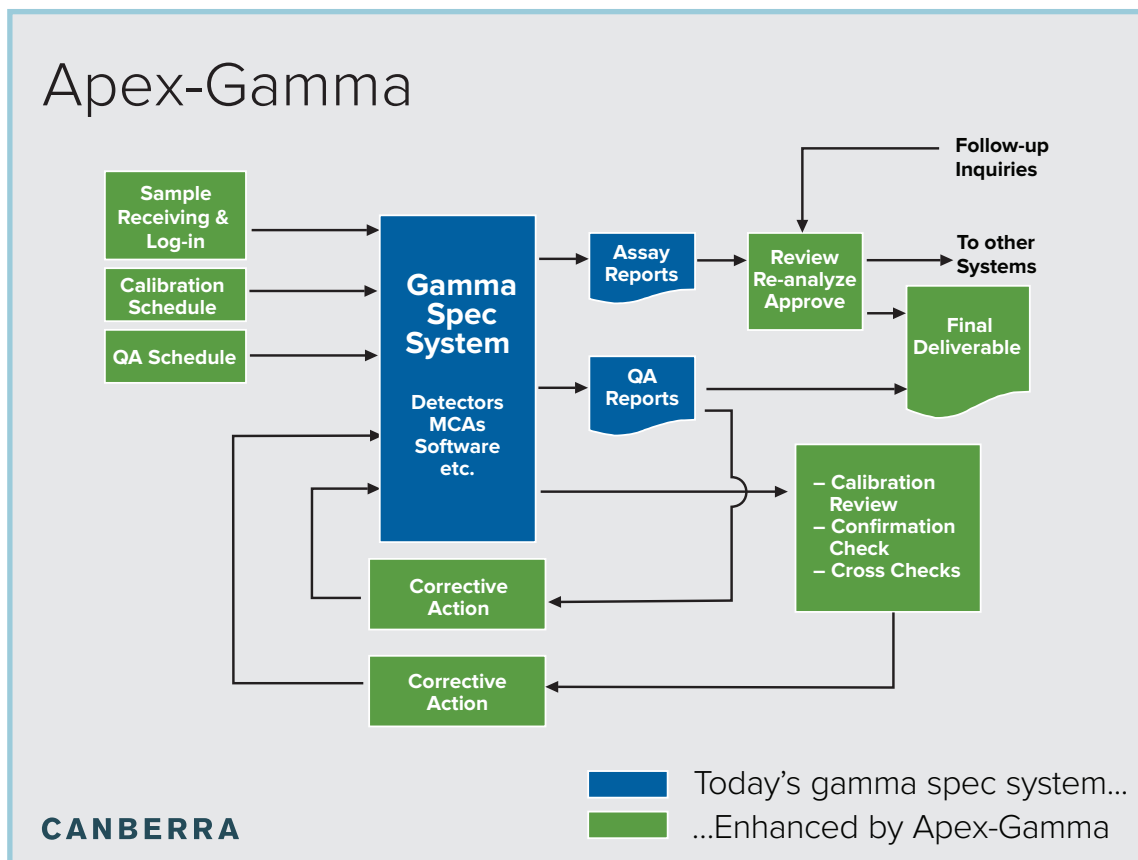 Apex-Gamma
Follow-up
Inquiries
Sample
Receiving &
Log-in
Calibration
Schedule
QA Schedule
Gamma
Spec
System
Detectors
MCAs
Software
etc.
Assay
Reports
Review
Re-analyze
Approve
To other
Systems
Final
Deliverable
QA
Reports
– Calibration
Review
– Confirmation
Check
– Cross Checks
Corrective
Action
Corrective
Action
Today's gamma spec system...
...Enhanced by Apex-Gamma
CANBERRA